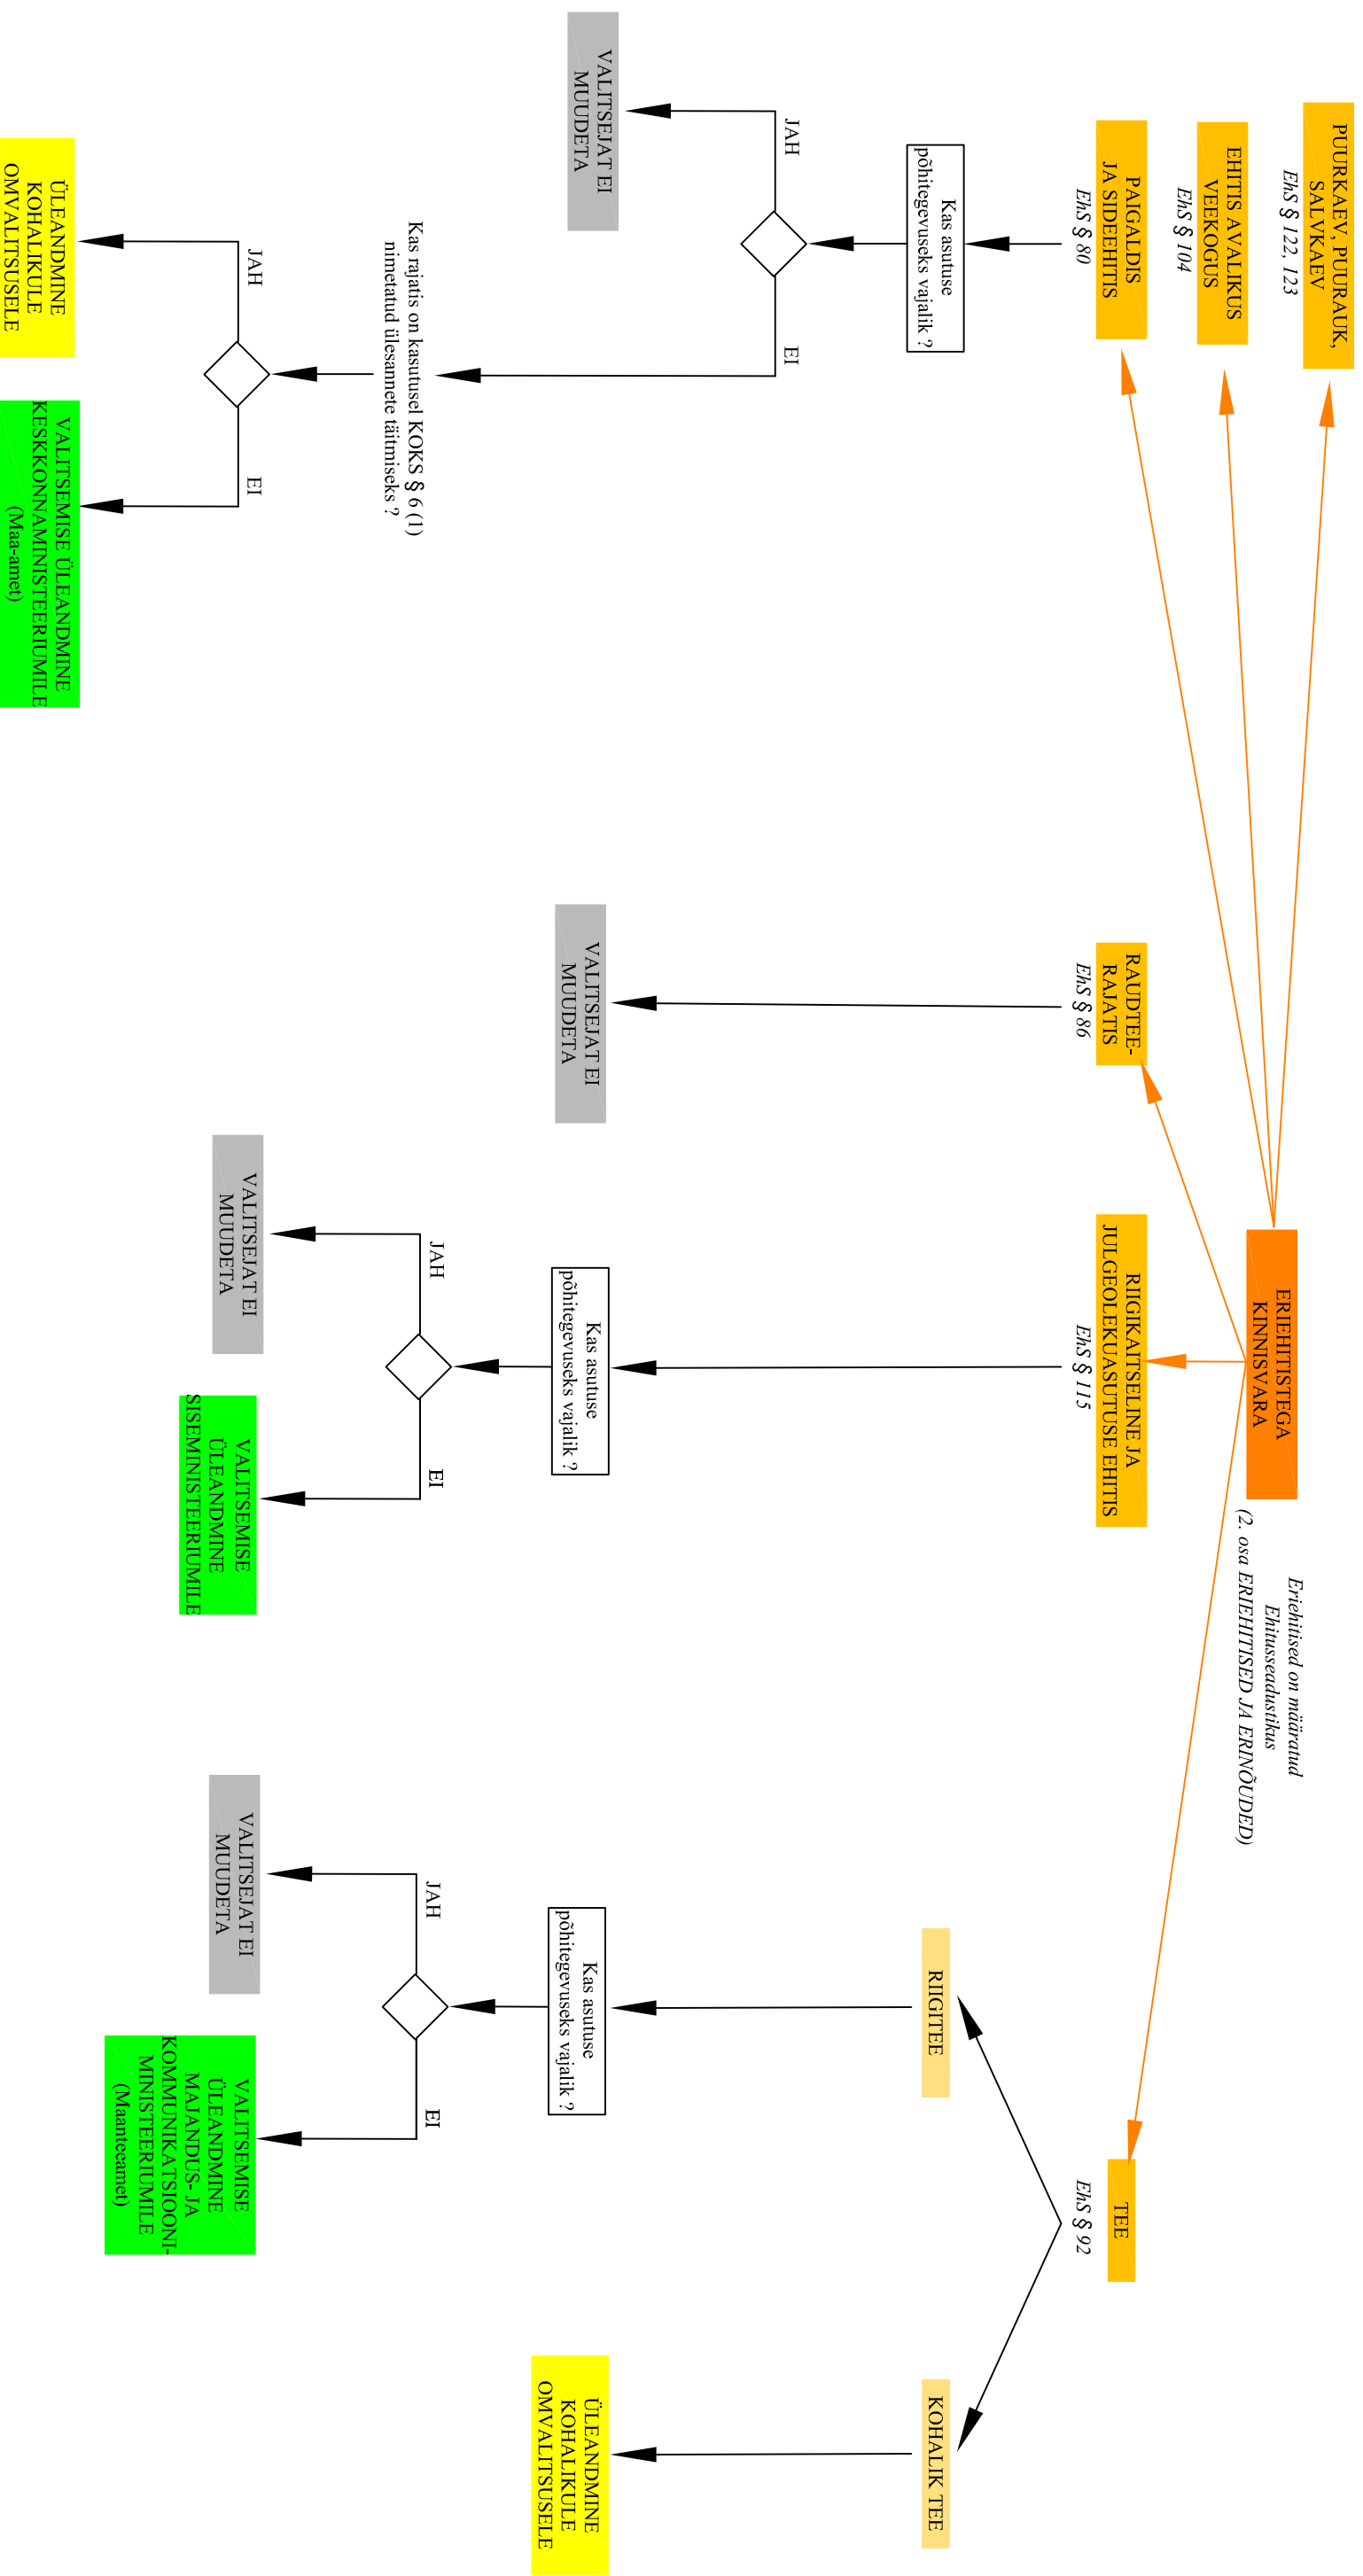 ERIEHITISTEGA
KINNISVARA
Eriehitised on määratud
Ehitusseadustikus
(2. osa ERIEHITISED JA ERINÕUDED)
PUURKAEV, PUURAUK,
SALVKAEV
EhS § 122, 123
EHITIS AVALIKUS
VEEKOGUS
EhS § 104
PAIGALDIS
JA SIDEEHITIS
EhS § 80
Kas asutuse
põhitegevuseks vajalik ?
JAH
EI
VALITSEJAT EI
MUUDETA
Kas rajatis on kasutusel KOKS § 6 (1)
nimetatud ülesannete täitmiseks ?
JAH
EI
ÜLEANDMINE
KOHALIKULE
OMVALITSUSELE
VALITSEMISE ÜLEANDMINE
KESKKONNAMINISTEERIUMILE
(Maa-amet)
RAUDTEE-
RAJATIS
EhS § 86
VALITSEJAT EI
MUUDETA
RIIGIKAITSELINE JA
JULGEOLEKUASUTUSE EHITIS
EhS § 115
Kas asutuse
põhitegevuseks vajalik ?
JAH
EI
VALITSEJAT EI
MUUDETA
VALITSEMISE
ÜLEANDMINE
SISEMINISTEERIUMILE
TEE
EhS § 92
RIIGITEE
Kas asutuse
põhitegevuseks vajalik ?
JAH
EI
VALITSEJAT EI
MUUDETA
VALITSEMISE
ÜLEANDMINE
MAJANDUS- JA
KOMMUNIKATSIOONI-
MINISTEERIUMILE
(Maanteeamet)
KOHALIK TEE
ÜLEANDMINE
KOHALIKULE
OMVALITSUSELE